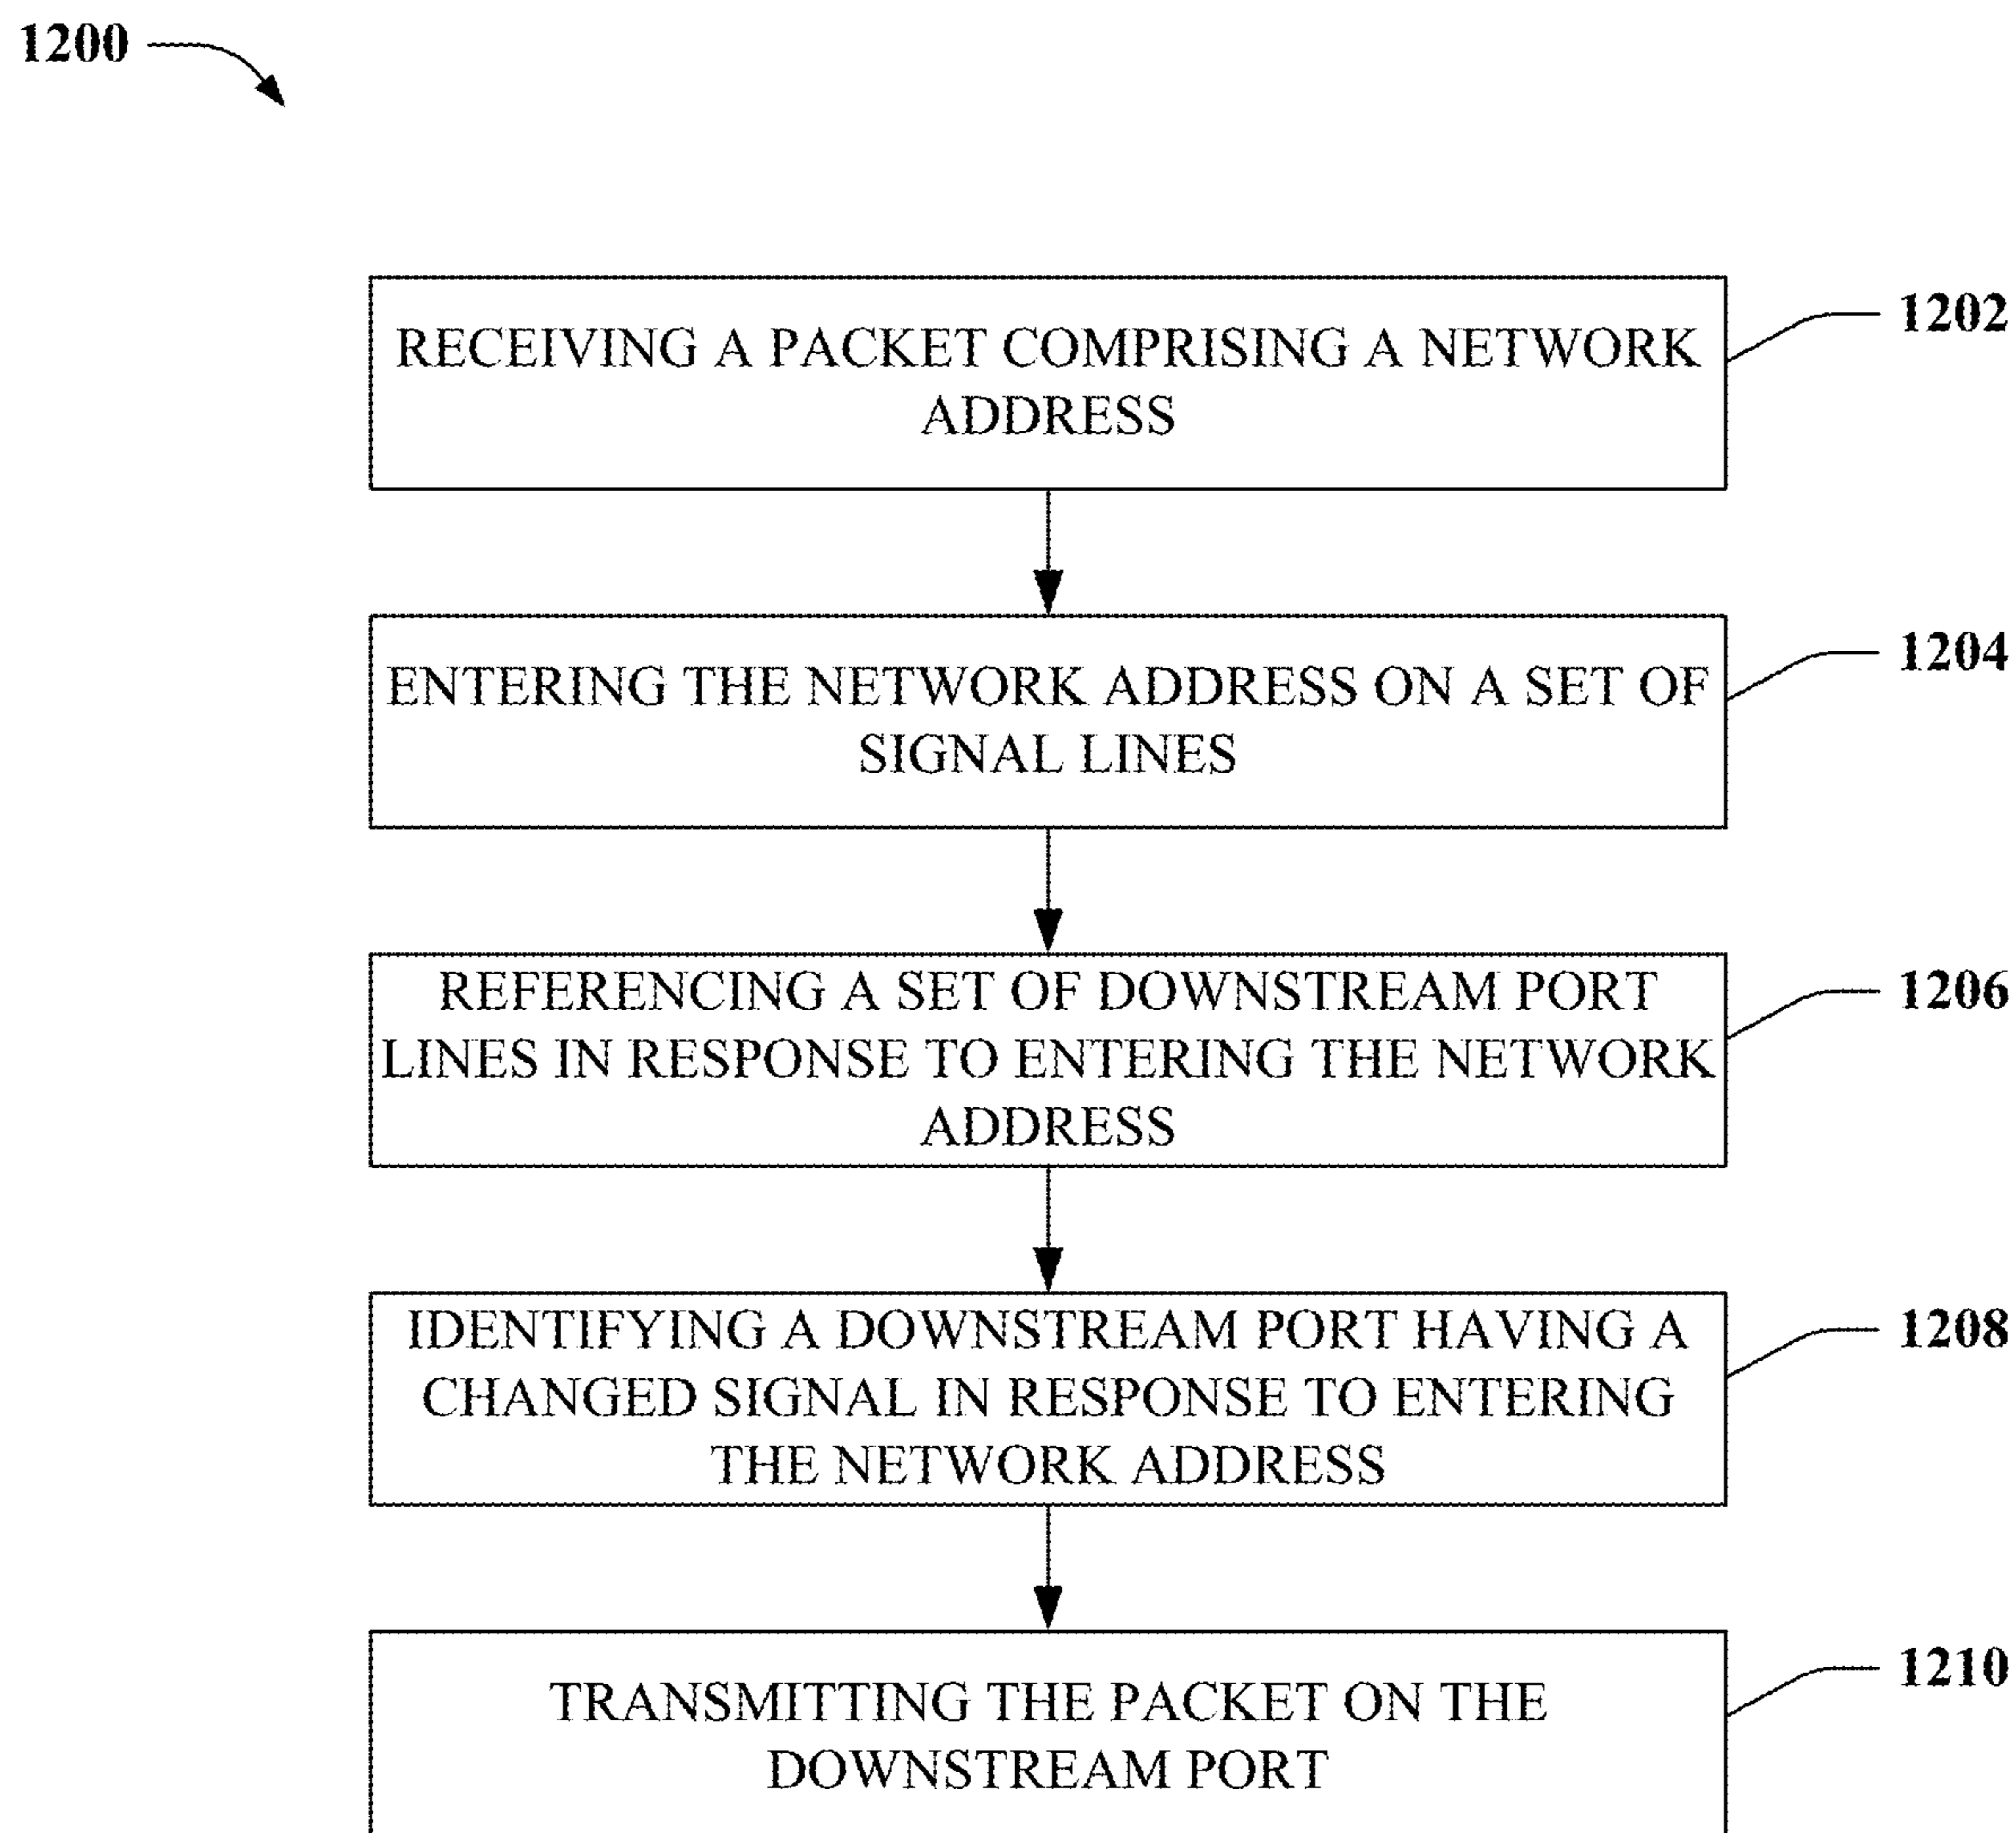 1200
RECEIVING A PACKET COMPRISING A NETWORK
ADDRESS
1202
ENTERING THE NETWORK ADDRESS ON A SET OF
SIGNAL LINES
1204
REFERENCING A SET OF DOWNSTREAM PORT
LINES IN RESPONSE TO ENTERING THE NETWORK
ADDRESS
1206
IDENTIFYING A DOWNSTREAM PORT HAVING A
CHANGED SIGNAL IN RESPONSE TO ENTERING
THE NETWORK ADDRESS
1208
TRANSMITTING THE PACKET ON THE
DOWNSTREAM PORT
1210